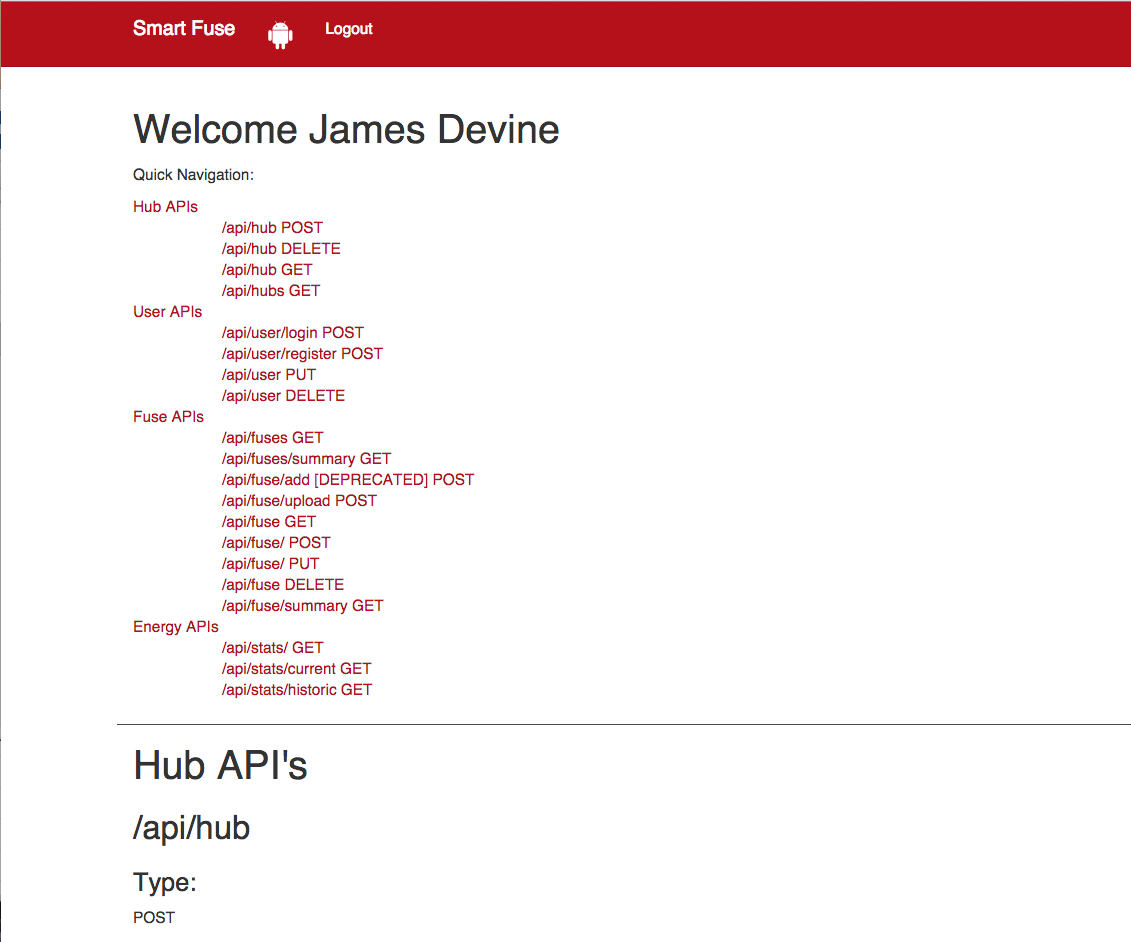 Smart Fuse Logout
Welcome James Devine
Quick Navigation:
Hub APIs
/api/hub POST
/api/hub DELETE
/api/hub GET
/api/hubs GET
User APIs
/api/user/login POST
/api/user/register POST
/api/user PUT
/api/user DELETE
Fuse APIs
/api/fuses GET
/api/fuses/summary GET
/api/fuse/add [DEPRECATED] POST
/api/fuse/upload POST
/api/fuse GET
/api/fuse/ POST
/api/fuse/ PUT
/api/fuse DELETE
/api/fuse/summary GET
Energy APIs
/api/stats/ GET
/api/stats/current GET
/api/stats/historic GET
Hub API's
/api/hub
Type:
POST